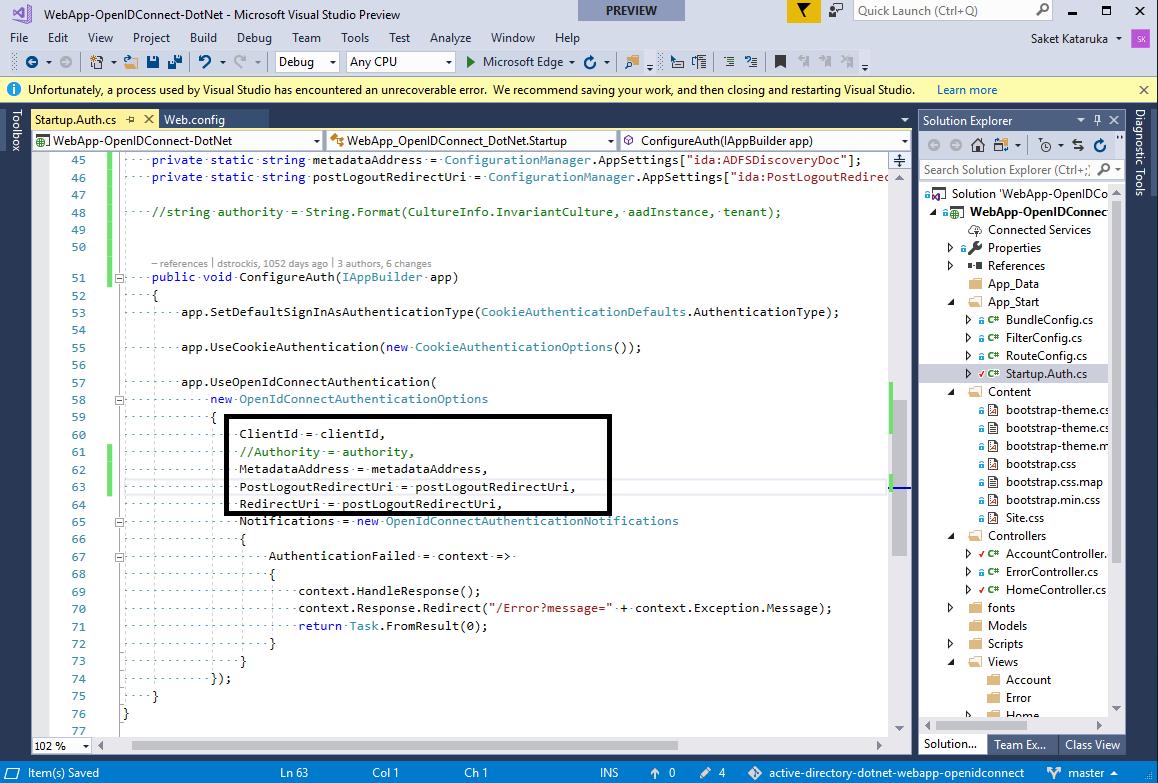 WebApp-OpenIDConnect-DotNet - Microsoft Visual Studio Preview
PREVIEW
Quick Launch (Ctrl+Q)
File Edit View Project Build Debug Team Tools Test Analyze Window Help
Saket Kataruka SK
Debug Any CPU Microsoft Edge
Unfortunately, a process used by Visual Studio has encountered an unrecoverable error. We recommend saving your work, and then closing and restarting Visual Studio. Learn more
Toolbox
Startup.Auth.cs Web.config
WebApp-OpenIDConnect-DotNet WebApp_OpenIDConnect_DotNet.Startup ConfigureAuth(IAppBuilder app)
45 private static string metadataAddress = ConfigurationManager.AppSettings["ida:ADFSDiscoveryDoc"];
46 private static string postLogoutRedirectUri = ConfigurationManager.AppSettings["ida:PostLogoutRedirec
47
48 //string authority = String.Format(CultureInfo.InvariantCulture, aadInstance, tenant);
49
50
– references | dstrockis, 1052 days ago | 3 authors, 6 changes
51 public void ConfigureAuth(IAppBuilder app)
52 {
53 app.SetDefaultSignInAsAuthenticationType(CookieAuthenticationDefaults.AuthenticationType);
54
55 app.UseCookieAuthentication(new CookieAuthenticationOptions());
56
57 app.UseOpenIdConnectAuthentication(
58 new OpenIdConnectAuthenticationOptions
59 {
60 ClientId = clientId,
61 //Authority = authority,
62 MetadataAddress = metadataAddress,
63 PostLogoutRedirectUri = postLogoutRedirectUri,
64 RedirectUri = postLogoutRedirectUri,
65 Notifications = new OpenIdConnectAuthenticationNotifications
66 {
67 AuthenticationFailed = context =>
68 {
69 context.HandleResponse();
70 context.Response.Redirect("/Error?message=" + context.Exception.Message);
71 return Task.FromResult(0);
72 }
73 }
74 });
75 }
76 }
77
102 %
Solution Explorer
Search Solution Explorer (Ctrl+;)
Solution 'WebApp-OpenIDCo
WebApp-OpenIDConnect
Connected Services
Properties
References
App_Data
App_Start
C# BundleConfig.cs
C# FilterConfig.cs
C# RouteConfig.cs
C# Startup.Auth.cs
Content
bootstrap-theme.cs
bootstrap-theme.cs
bootstrap-theme.m
bootstrap.css
bootstrap.css.map
bootstrap.min.css
Site.css
Controllers
C# AccountController.
C# ErrorController.cs
C# HomeController.cs
fonts
Models
Scripts
Views
Account
Error
Home
Solution... Team Ex... Class View
Diagnostic Tools
Item(s) Saved Ln 63 Col 1 Ch 1 INS 0 4 active-directory-dotnet-webapp-openidconnect master